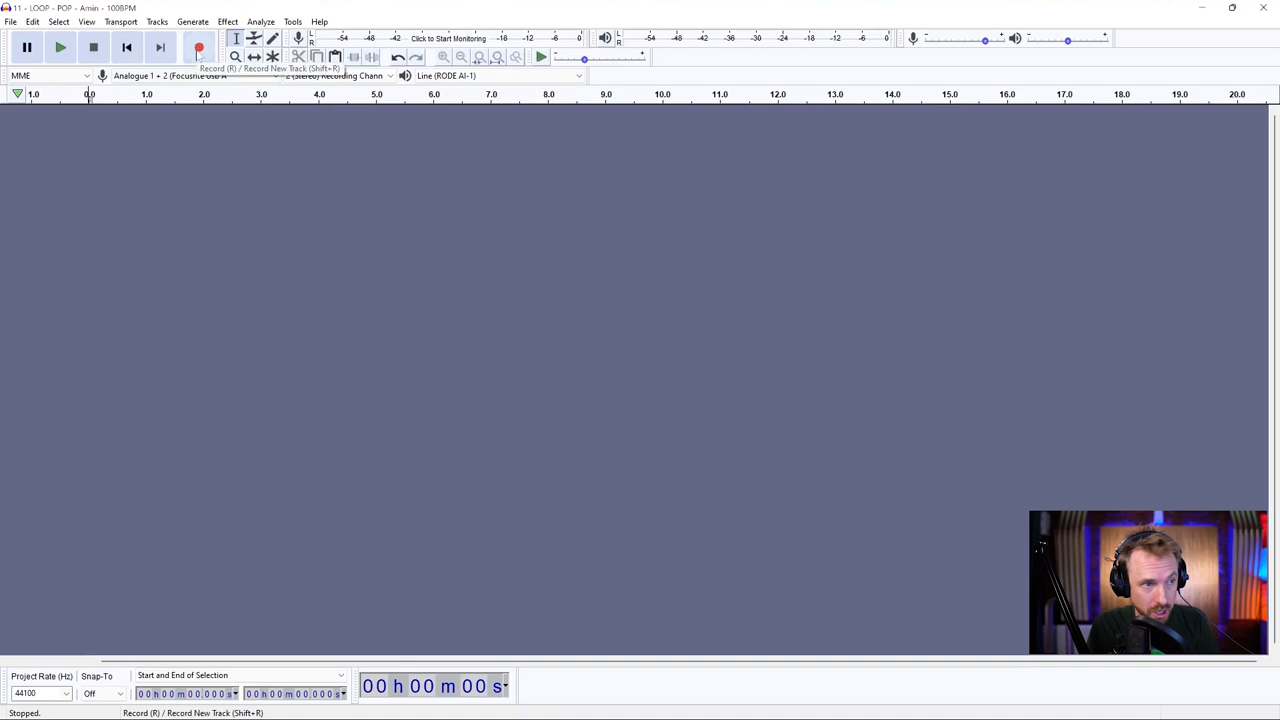 11 - LOOP - POP - Amin - 100BPM
File Edit Select View Transport Tracks Generate Effect Analyze Tools Help
L
R
-54 -48 -42 Click to Start Monitoring -18 -12 -6 0
L
R
-54 -48 -42 -36 -30 -24 -18 -12 -6 0
- +
- +
- +
Record (R) / Record New Track (Shift+R)
MME Analogue 1 + 2 (Focusrite Usb A 2 (Stereo) Recording Chann Line (RODE AI-1)
1.0 0.0 1.0 2.0 3.0 4.0 5.0 6.0 7.0 8.0 9.0 10.0 11.0 12.0 13.0 14.0 15.0 16.0 17.0 18.0 19.0 20.0
Project Rate (Hz) Snap-To Start and End of Selection
44100 Off 00 h 00 m 00.000 s 00 h 00 m 00.000 s
00 h 00 m 00 s
Stopped. Record (R) / Record New Track (Shift+R)